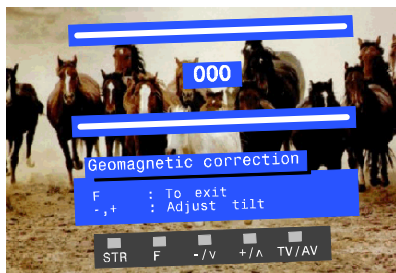 000
Geomagnetic correction
F : To exit
-,+ : Adjust tilt
STR F -/∨ +/∧ TV/AV